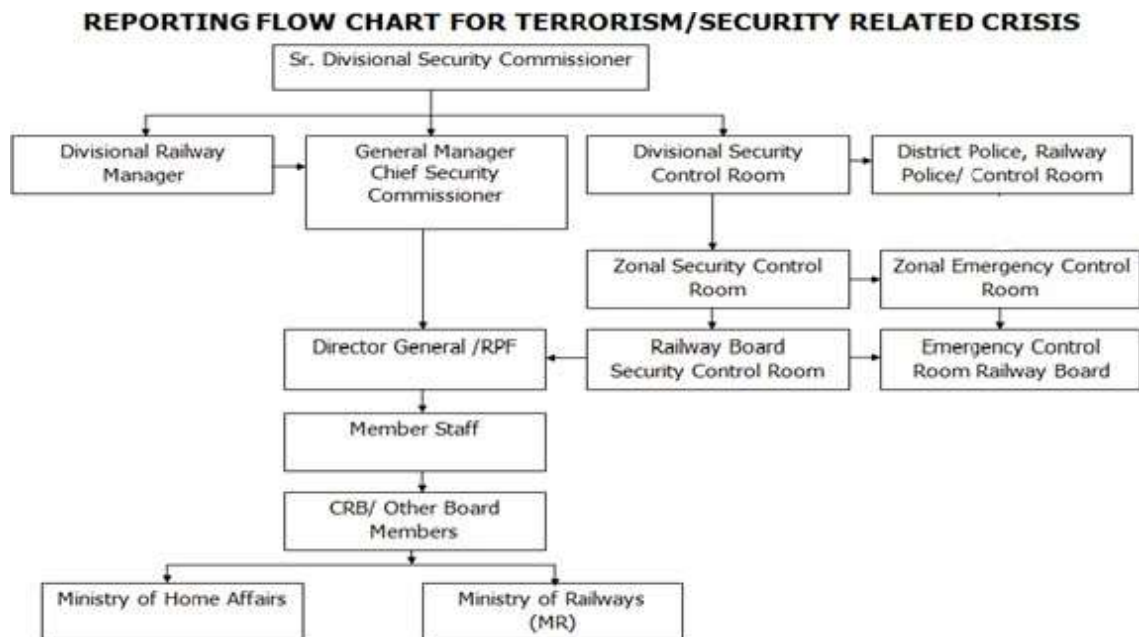 REPORTING FLOW CHART FOR TERRORISM/SECURITY RELATED CRISIS
Sr. Divisional Security Commissioner
Divisional Railway
Manager
General Manager
Chief Security
Commissioner
Divisional Security
Control Room
District Police, Railway
Police/ Control Room
Zonal Security Control
Room
Zonal Emergency Control
Room
Director General /RPF
Railway Board
Security Control Room
Emergency Control
Room Railway Board
Member Staff
CRB/ Other Board
Members
Ministry of Home Affairs
Ministry of Railways
(MR)